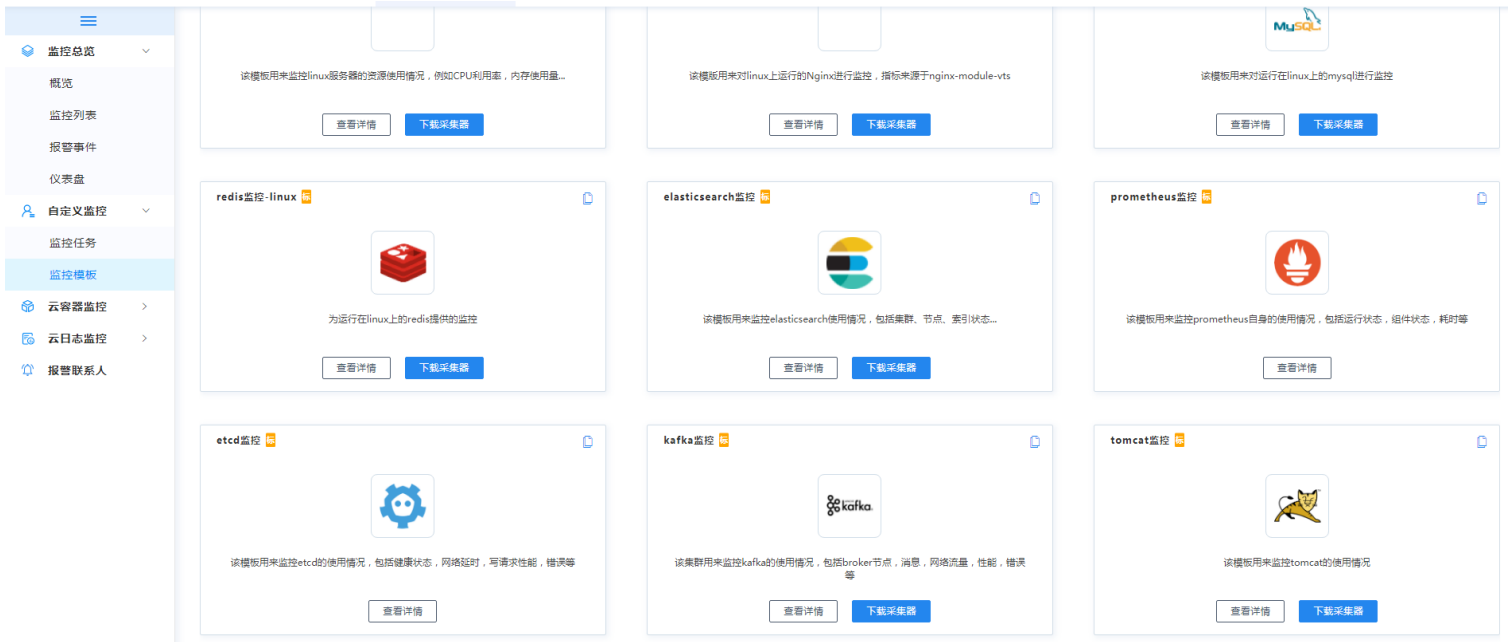 监控总览
概览
监控列表
报警事件
仪表盘
自定义监控
监控任务
监控模板
云容器监控
云日志监控
报警联系人
MySQL
该模板用来监控linux服务器的资源使用情况，例如CPU利用率，内存使用量...
该模版用来对linux上运行的Nginx进行监控，指标来源于nginx-module-vts
该模板用来对运行在linux上的mysql进行监控
查看详情 下载采集器
查看详情 下载采集器
查看详情 下载采集器
redis监控-linux 标
elasticsearch监控 标
prometheus监控 标
为运行在linux上的redis提供的监控
该模板用来监控elasticsearch使用情况，包括集群、节点、索引状态...
该模板用来监控prometheus自身的使用情况，包括运行状态，组件状态，耗时等
查看详情 下载采集器
查看详情 下载采集器
查看详情
etcd监控 标
kafka监控 标
tomcat监控 标
kafka.
该模板用来监控etcd的使用情况，包括健康状态，网络延时，写请求性能，错误等
该集群用来监控kafka的使用情况，包括broker节点，消息，网络流量，性能，错误
等
该模板用来监控tomcat的使用情况
查看详情
查看详情 下载采集器
查看详情 下载采集器